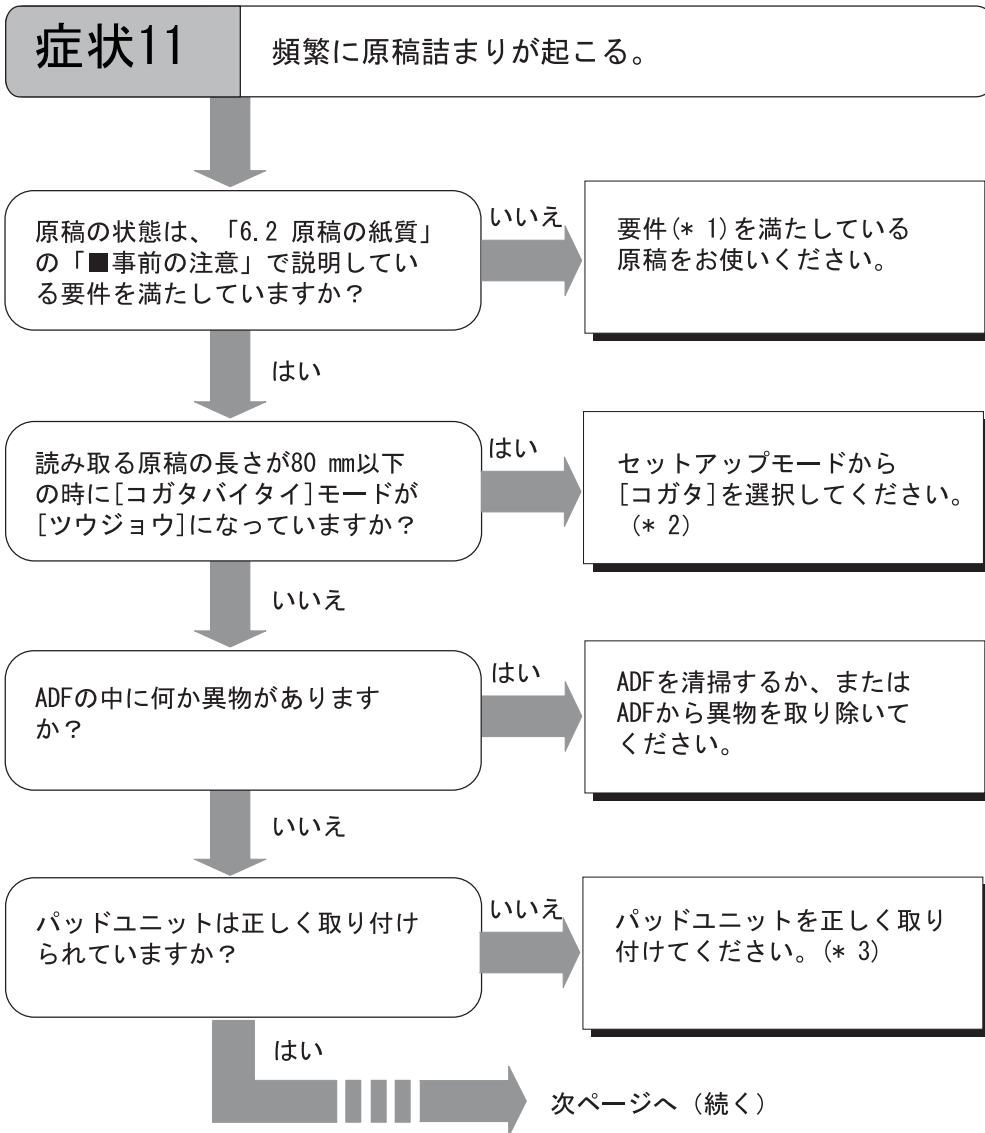 症状11
頻繁に原稿詰まりが起こる。
原稿の状態は、「6.2 原稿の紙質」
の「■事前の注意」で説明してい
る要件を満たしていますか？
いいえ
要件(* 1)を満たしている
原稿をお使いください。
はい
読み取る原稿の長さが80 mm以下
の時に[コガタバイタイ]モードが
[ツウジョウ]になっていますか？
はい
セットアップモードから
[コガタ]を選択してください。
(* 2)
いいえ
ADFの中に何か異物があります
か？
はい
ADFを清掃するか、または
ADFから異物を取り除いて
ください。
いいえ
パッドユニットは正しく取り付け
られていますか？
いいえ
パッドユニットを正しく取り
付けてください。(* 3)
はい
次ページへ（続く）